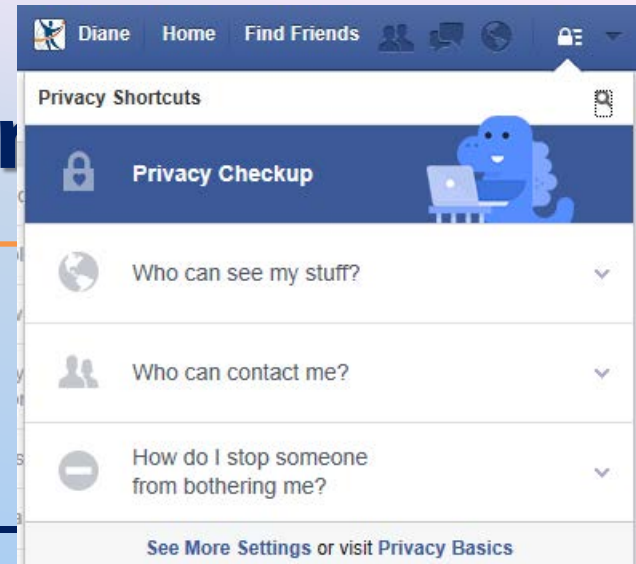 Diane Home Find Friends
Privacy Shortcuts
Privacy Checkup
Who can see my stuff?
Who can contact me?
How do I stop someone
from bothering me?
See More Settings or visit Privacy Basics